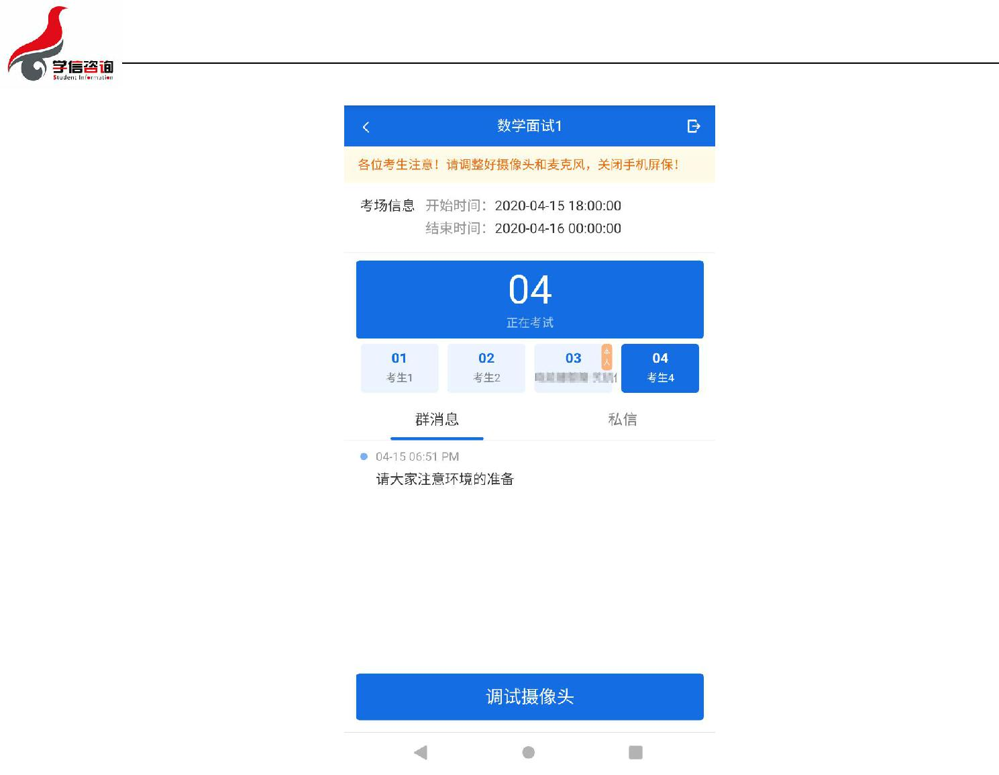 学信咨询
Student Information
数学面试1
各位考生注意！请调整好摄像头和麦克风，关闭手机屏保！
考场信息 开始时间：2020-04-15 18:00:00
结束时间：2020-04-16 00:00:00
04
正在考试
01 02 03 本人 04
考生1 考生2 考生4
群消息 私信
04-15 06:51 PM
请大家注意环境的准备
调试摄像头